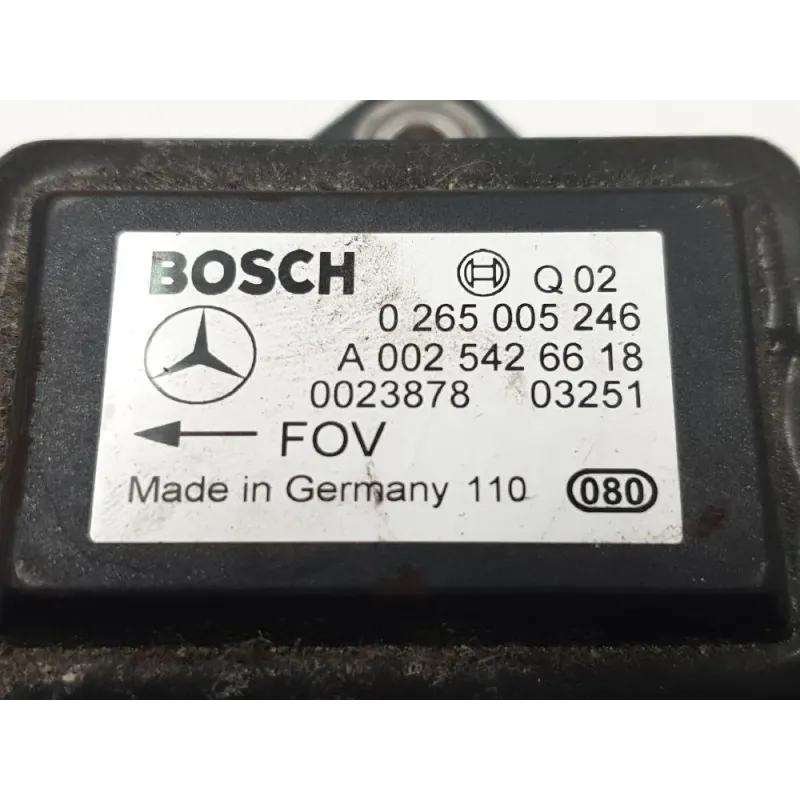 BOSCH Q 02
0 265 005 246
A 002 542 66 18
0023878 03251
FOV
Made in Germany 110 080